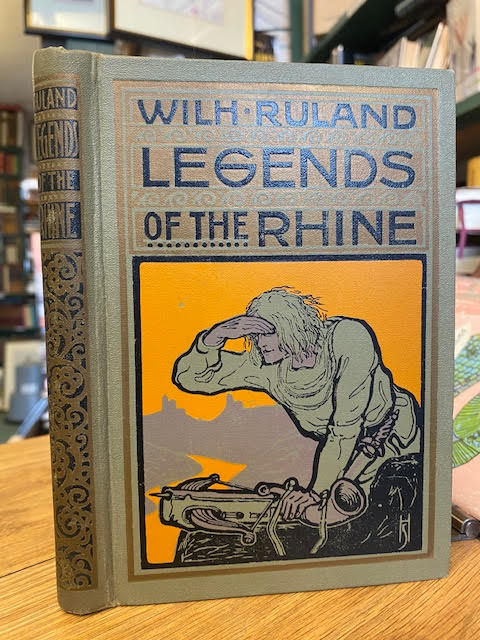 WILH · RULAND
LEGENDS
OF THE RHINE
RULAND
LEGENDS
OF THE
RHINE